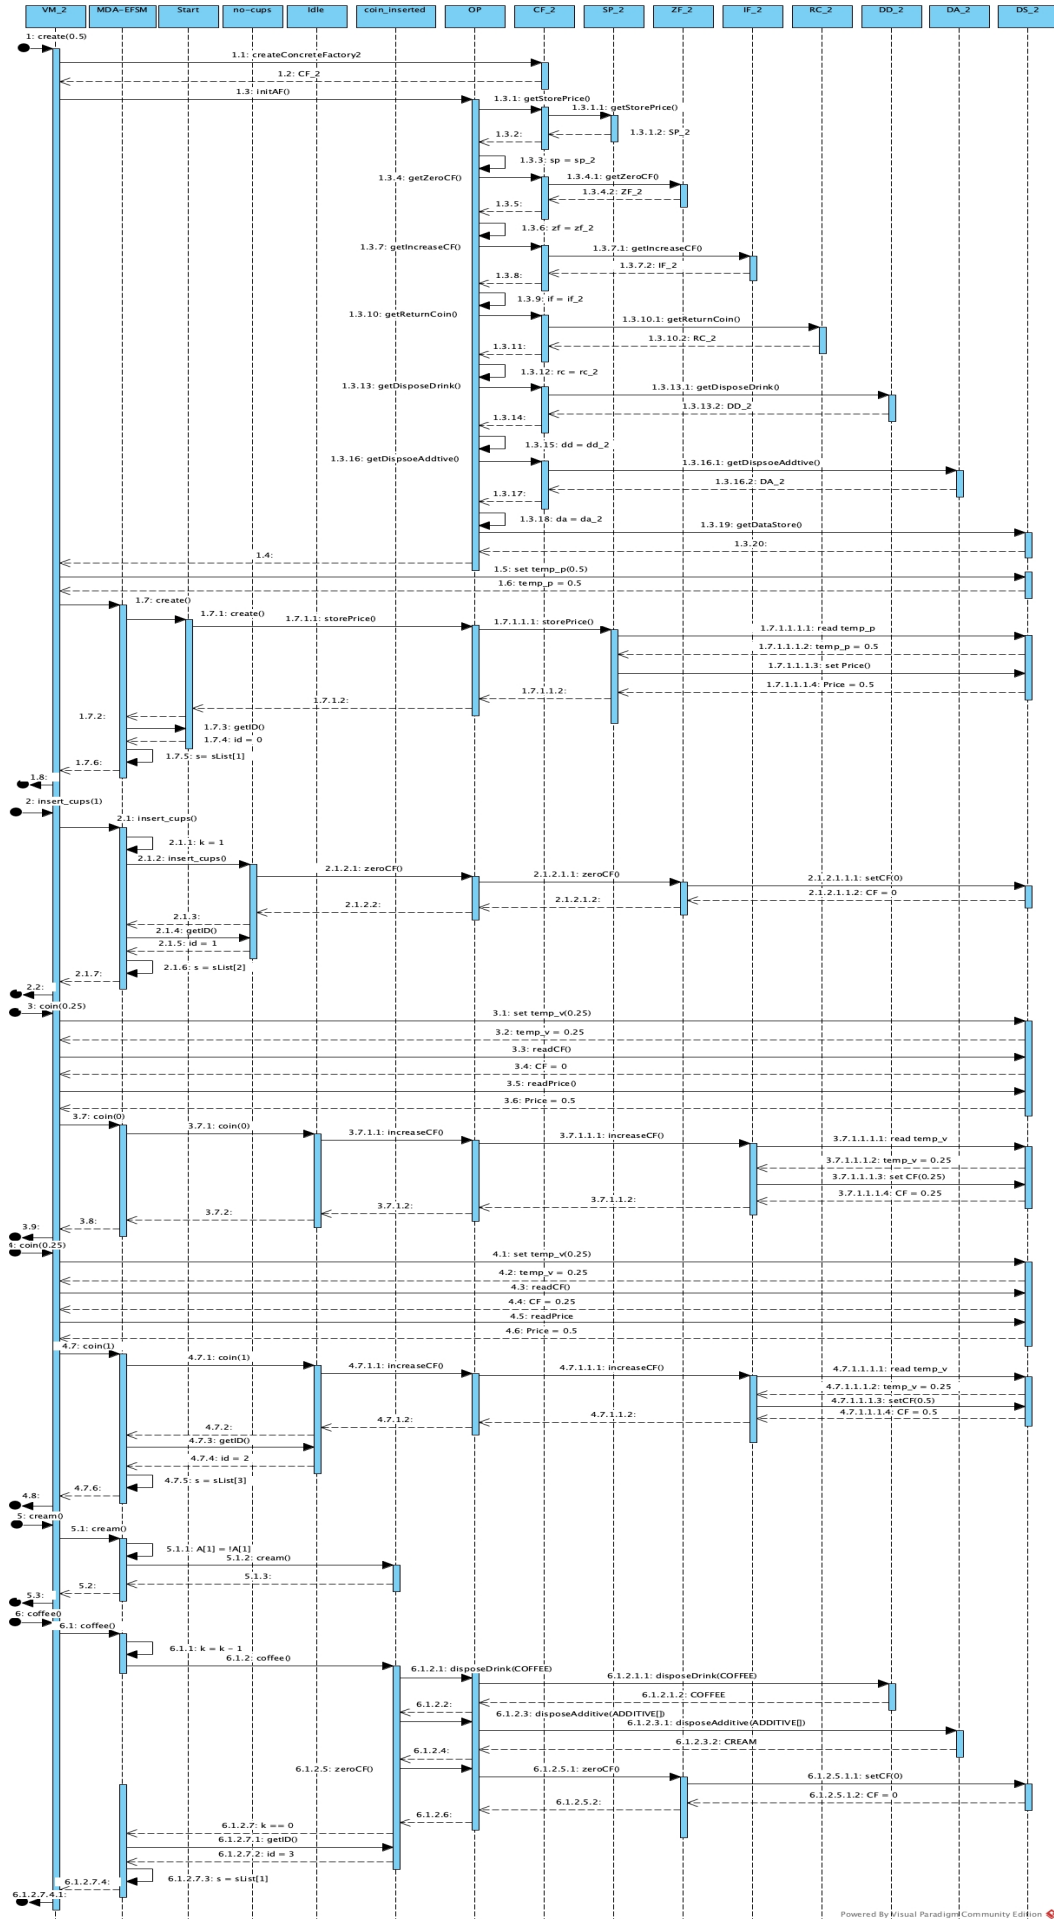 VM_2 MDA-EFSM Start no-cups Idle coin_inserted OP CF_2 SP_2 ZF_2 IF_2 RC_2 DD_2 DA_2 DS_2
1: create(0.5)
1.1: createConcreteFactory2
1.2: CF_2
1.3: initAF()
1.3.1: getStorePrice()
1.3.1.1: getStorePrice()
1.3.1.2: SP_2
1.3.2:
1.3.3: sp = sp_2
1.3.4: getZeroCF()
1.3.4.1: getZeroCF()
1.3.4.2: ZF_2
1.3.5:
1.3.6: zf = zf_2
1.3.7: getIncreaseCF()
1.3.7.1: getIncreaseCF()
1.3.7.2: IF_2
1.3.8:
1.3.9: if = if_2
1.3.10: getReturnCoin()
1.3.10.1: getReturnCoin()
1.3.10.2: RC_2
1.3.11:
1.3.12: rc = rc_2
1.3.13: getDisposeDrink()
1.3.13.1: getDisposeDrink()
1.3.13.2: DD_2
1.3.14:
1.3.15: dd = dd_2
1.3.16: getDispsoeAddtive()
1.3.16.1: getDispsoeAddtive()
1.3.16.2: DA_2
1.3.17:
1.3.18: da = da_2
1.3.19: getDataStore()
1.3.20:
1.4:
1.5: set temp_p(0.5)
1.6: temp_p = 0.5
1.7: create()
1.7.1: create()
1.7.1.1: storePrice()
1.7.1.1.1: storePrice()
1.7.1.1.1.1: read temp_p
1.7.1.1.1.2: temp_p = 0.5
1.7.1.1.1.3: set Price()
1.7.1.1.1.4: Price = 0.5
1.7.1.1.2:
1.7.1.2:
1.7.2:
1.7.3: getID()
1.7.4: id = 0
1.7.5: s= sList[1]
1.7.6:
1.8:
2: insert_cups(1)
2.1: insert_cups()
2.1.1: k = 1
2.1.2: insert_cups()
2.1.2.1: zeroCF()
2.1.2.1.1: zeroCF()
2.1.2.1.1.1: setCF(0)
2.1.2.1.1.2: CF = 0
2.1.2.1.2:
2.1.2.2:
2.1.3:
2.1.4: getID()
2.1.5: id = 1
2.1.6: s = sList[2]
2.1.7:
2.2:
3: coin(0.25)
3.1: set temp_v(0.25)
3.2: temp_v = 0.25
3.3: readCF()
3.4: CF = 0
3.5: readPrice()
3.6: Price = 0.5
3.7: coin(0)
3.7.1: coin(0)
3.7.1.1: increaseCF()
3.7.1.1.1: increaseCF()
3.7.1.1.1.1: read temp_v
3.7.1.1.1.2: temp_v = 0.25
3.7.1.1.1.3: set CF(0.25)
3.7.1.1.1.4: CF = 0.25
3.7.1.1.2:
3.7.1.2:
3.7.2:
3.8:
3.9:
4: coin(0.25)
4.1: set temp_v(0.25)
4.2: temp_v = 0.25
4.3: readCF()
4.4: CF = 0.25
4.5: readPrice
4.6: Price = 0.5
4.7: coin(1)
4.7.1: coin(1)
4.7.1.1: increaseCF()
4.7.1.1.1: increaseCF()
4.7.1.1.1.1: read temp_v
4.7.1.1.1.2: temp_v = 0.25
4.7.1.1.1.3: setCF(0.5)
4.7.1.1.1.4: CF = 0.5
4.7.1.1.2:
4.7.1.2:
4.7.2:
4.7.3: getID()
4.7.4: id = 2
4.7.5: s = sList[3]
4.7.6:
4.8:
5: cream()
5.1: cream()
5.1.1: A[1] = !A[1]
5.1.2: cream()
5.1.3:
5.2:
5.3:
6: coffee()
6.1: coffee()
6.1.1: k = k - 1
6.1.2: coffee()
6.1.2.1: disposeDrink(COFFEE)
6.1.2.1.1: disposeDrink(COFFEE)
6.1.2.1.2: COFFEE
6.1.2.2:
6.1.2.3: disposeAdditive(ADDITIVE[])
6.1.2.3.1: disposeAdditive(ADDITIVE[])
6.1.2.3.2: CREAM
6.1.2.4:
6.1.2.5: zeroCF()
6.1.2.5.1: zeroCF()
6.1.2.5.1.1: setCF(0)
6.1.2.5.1.2: CF = 0
6.1.2.5.2:
6.1.2.6:
6.1.2.7: k == 0
6.1.2.7.1: getID()
6.1.2.7.2: id = 3
6.1.2.7.3: s = sList[1]
6.1.2.7.4:
6.1.2.7.4.1:
Powered By Visual Paradigm Community Edition